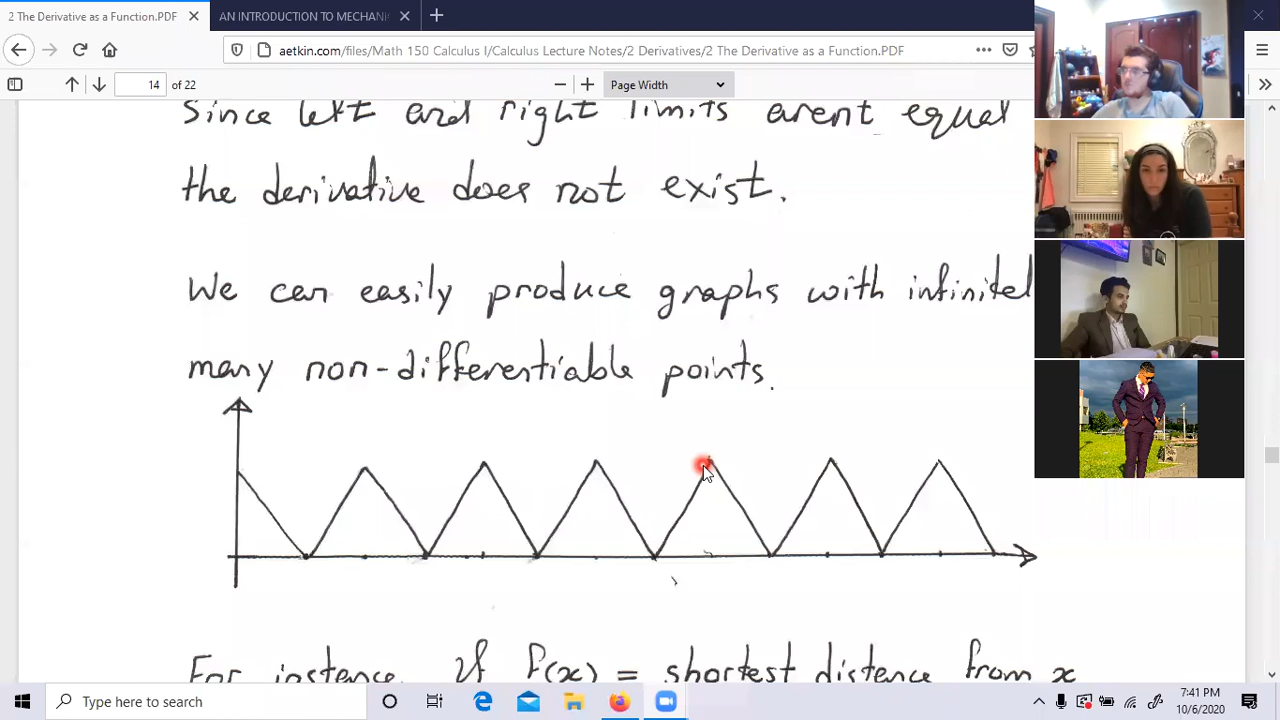 2 The Derivative as a Function.PDF
AN INTRODUCTION TO MECHANI
aetkin.com/files/Math 150 Calculus I/Calculus Lecture Notes/2 Derivatives/2 The Derivative as a Function.PDF
14 of 22
Page Width
Since left and right limits arent equal
the derivative does not exist.
We can easily produce graphs with infinitel
many non-differentiable points.
For instance, if f(x) = shortest distance from x
Type here to search
7:41 PM
10/6/2020